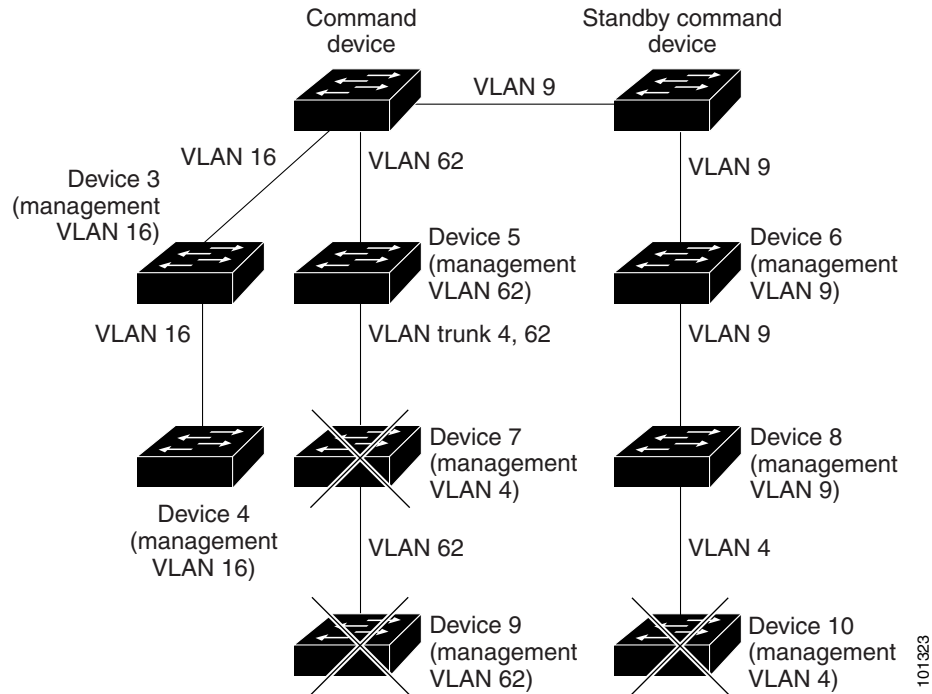 Command
device
Standby command
device
VLAN 9
VLAN 16
VLAN 62
VLAN 9
Device 3
(management
VLAN 16)
Device 5
(management
VLAN 62)
Device 6
(management
VLAN 9)
VLAN 16
VLAN trunk 4, 62
VLAN 9
Device 4
(management
VLAN 16)
Device 7
(management
VLAN 4)
Device 8
(management
VLAN 9)
VLAN 62
VLAN 4
Device 9
(management
VLAN 62)
Device 10
(management
VLAN 4)
101323